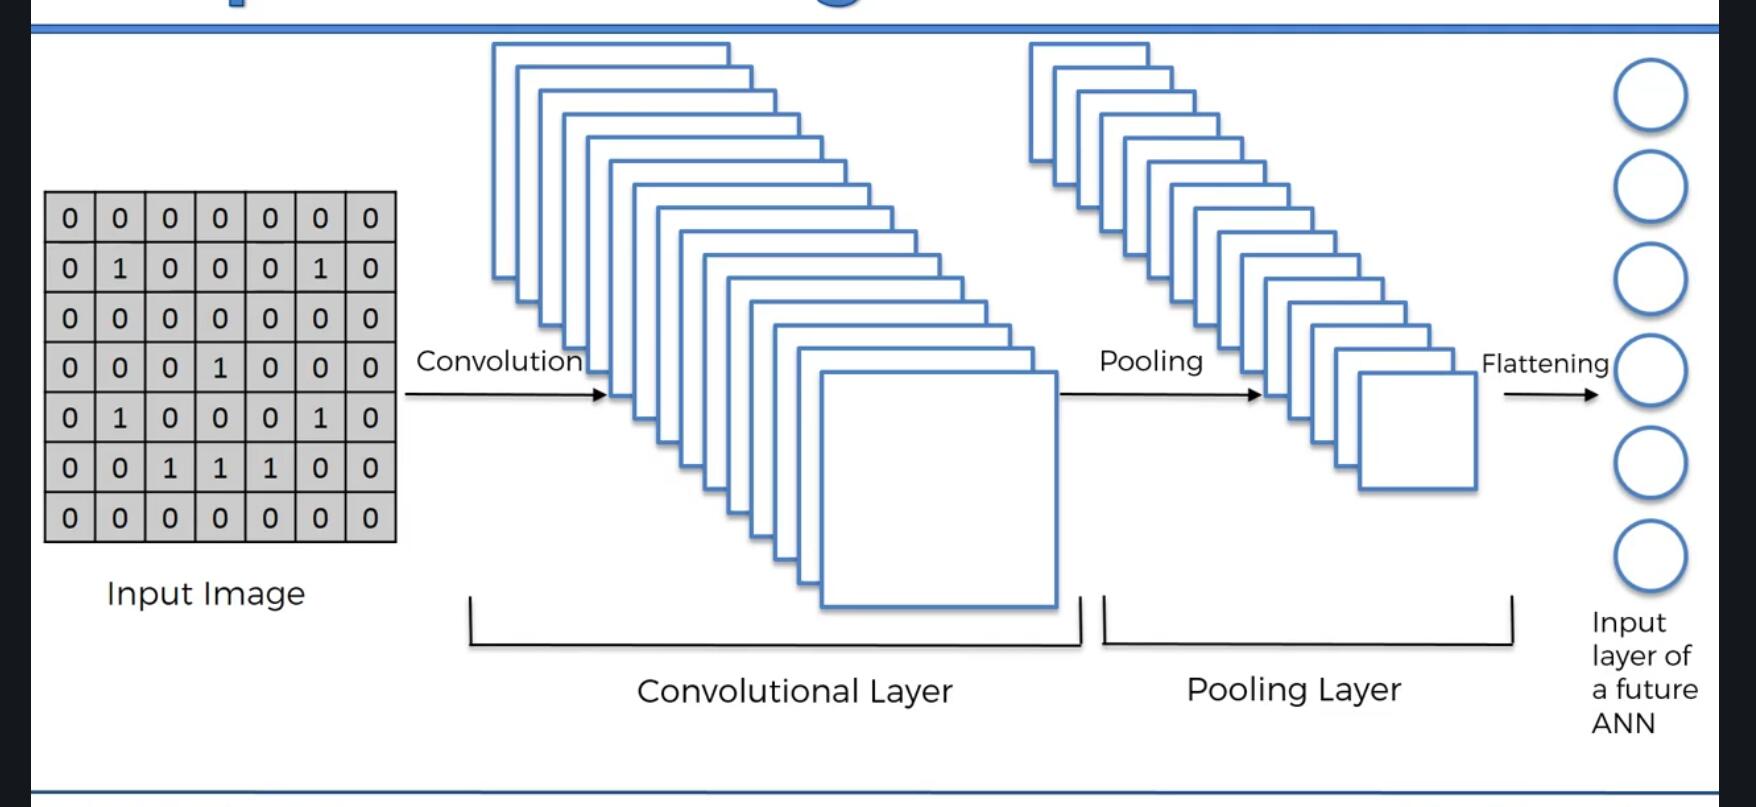 0 0 0 0 0 0 0
0 1 0 0 0 1 0
0 0 0 0 0 0 0
0 0 0 1 0 0 0
0 1 0 0 0 1 0
0 0 1 1 1 0 0
0 0 0 0 0 0 0
Input Image
Convolution
Convolutional Layer
Pooling
Pooling Layer
Flattening
Input
layer of
a future
ANN